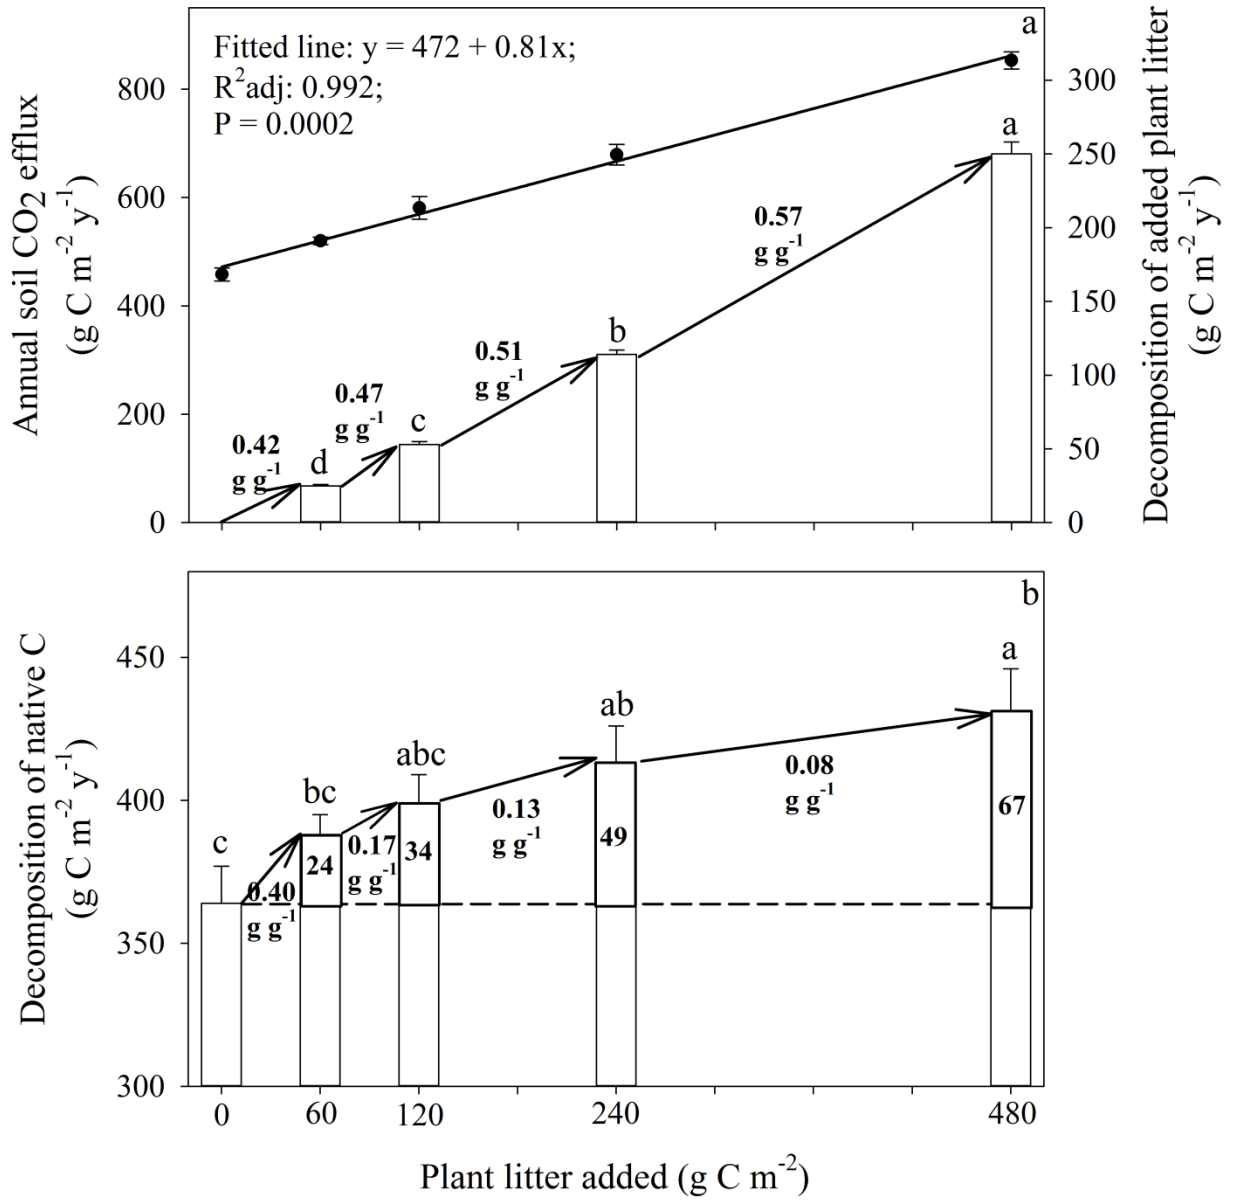 a
Fitted line: y = 472 + 0.81x;
R²adj: 0.992;
P = 0.0002
Annual soil CO₂ efflux
(g C m⁻² y⁻¹)
800
600
400
200
0
Decomposition of added plant litter
(g C m⁻² y⁻¹)
300
250
200
150
100
50
0
0.42
g g⁻¹
d
0.47
g g⁻¹
c
0.51
g g⁻¹
b
0.57
g g⁻¹
a
b
Decomposition of native C
(g C m⁻² y⁻¹)
450
400
350
300
c
0.40
g g⁻¹
bc
24
0.17
g g⁻¹
abc
34
0.13
g g⁻¹
ab
49
0.08
g g⁻¹
a
67
0 60 120 240 480
Plant litter added (g C m⁻²)